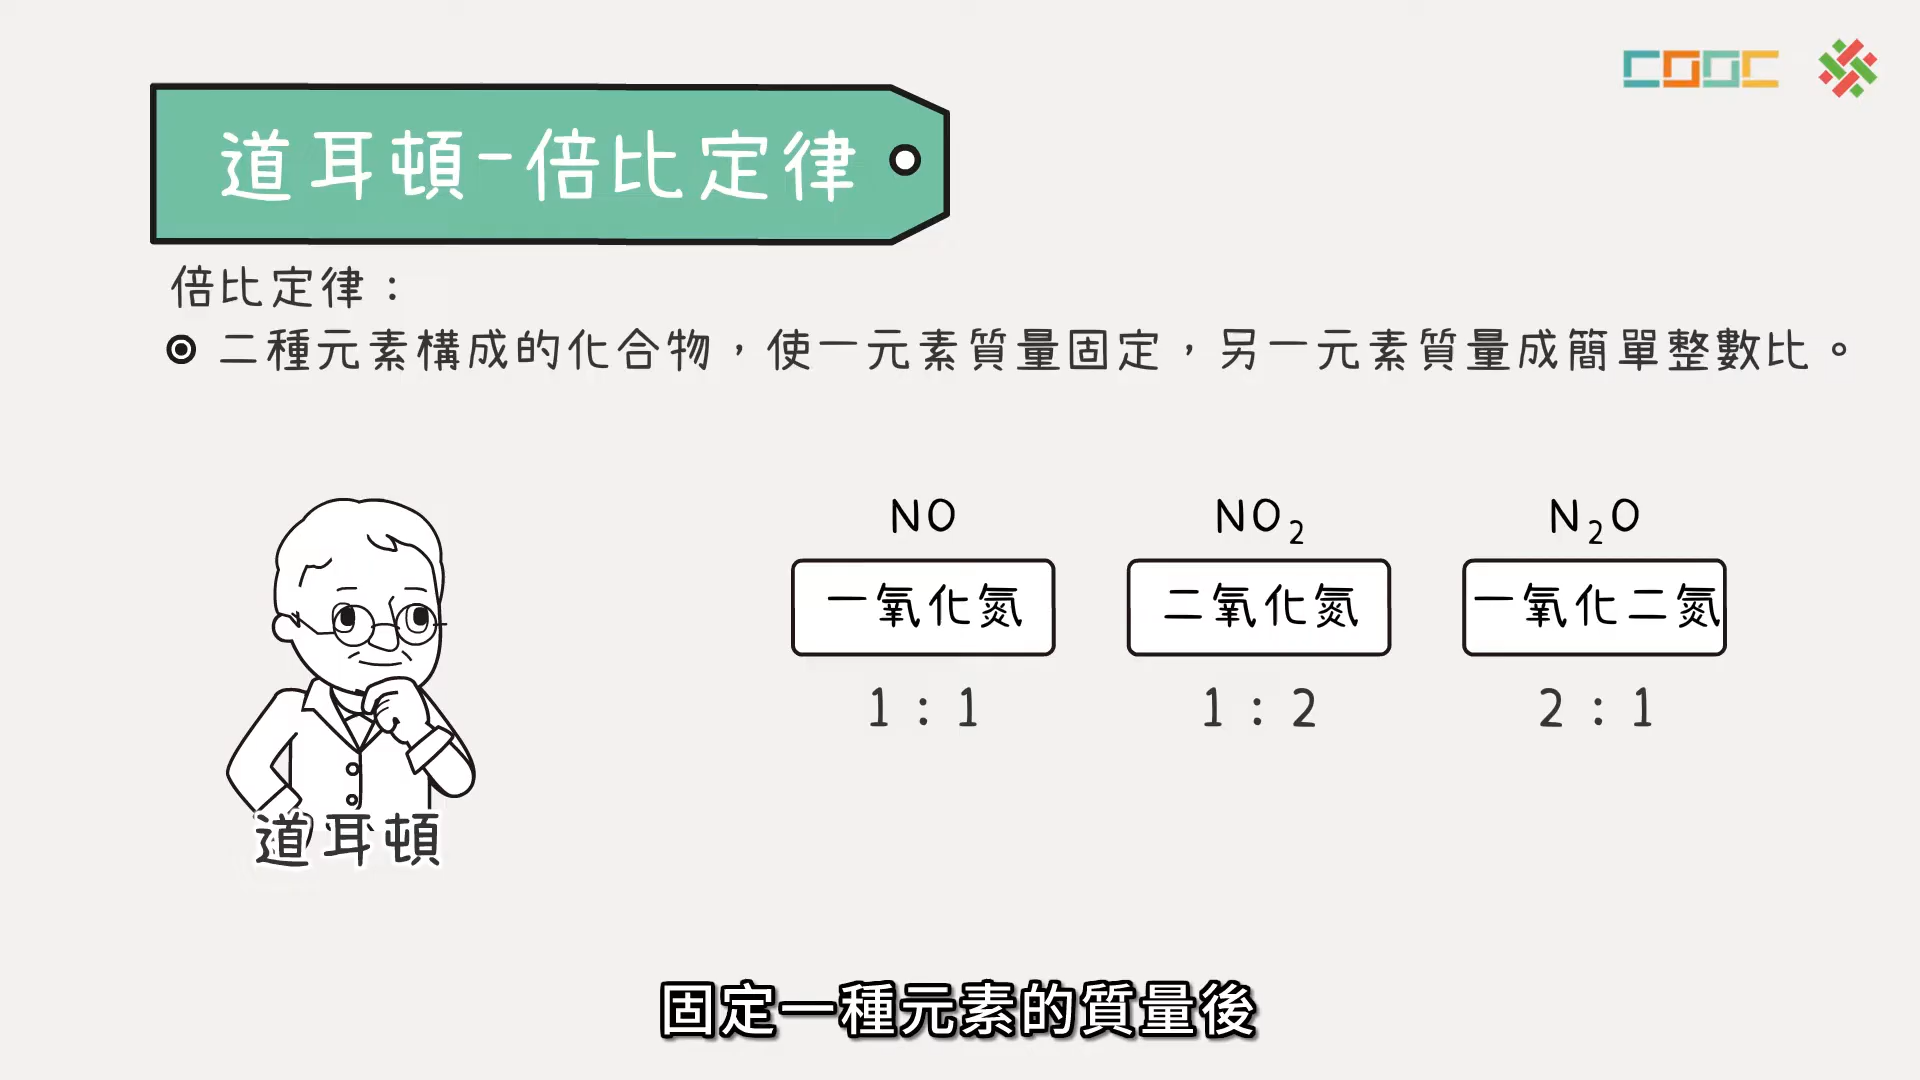 COOC
道耳頓-倍比定律
倍比定律：
二種元素構成的化合物，使一元素質量固定，另一元素質量成簡單整數比。
NO NO₂ N₂O
一氧化氮 二氧化氮 一氧化二氮
1：1 1：2 2：1
道耳頓
固定一種元素的質量後